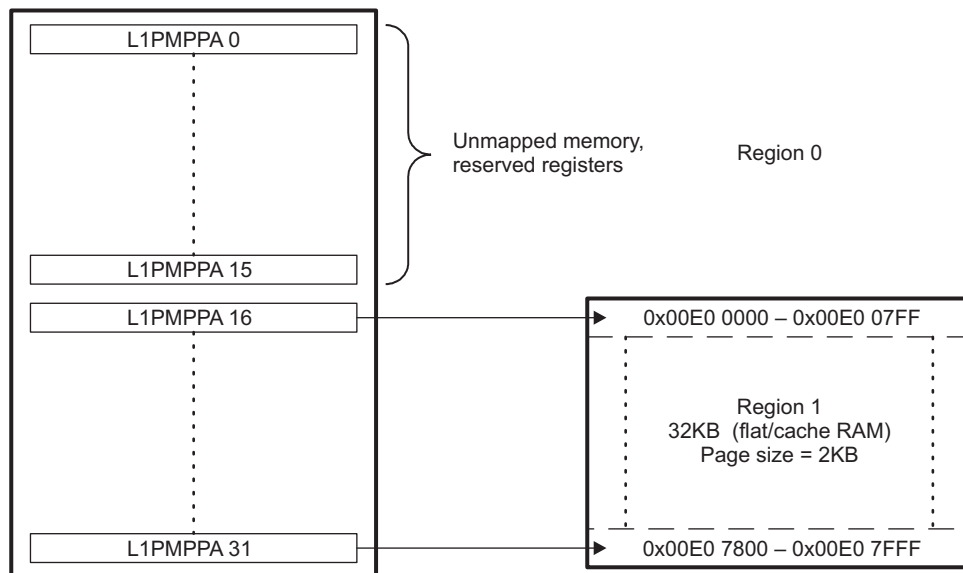 L1PMPPA 0
Unmapped memory,
reserved registers
Region 0
L1PMPPA 15
L1PMPPA 16
0x00E0 0000 – 0x00E0 07FF
Region 1
32KB (flat/cache RAM)
Page size = 2KB
L1PMPPA 31
0x00E0 7800 – 0x00E0 7FFF